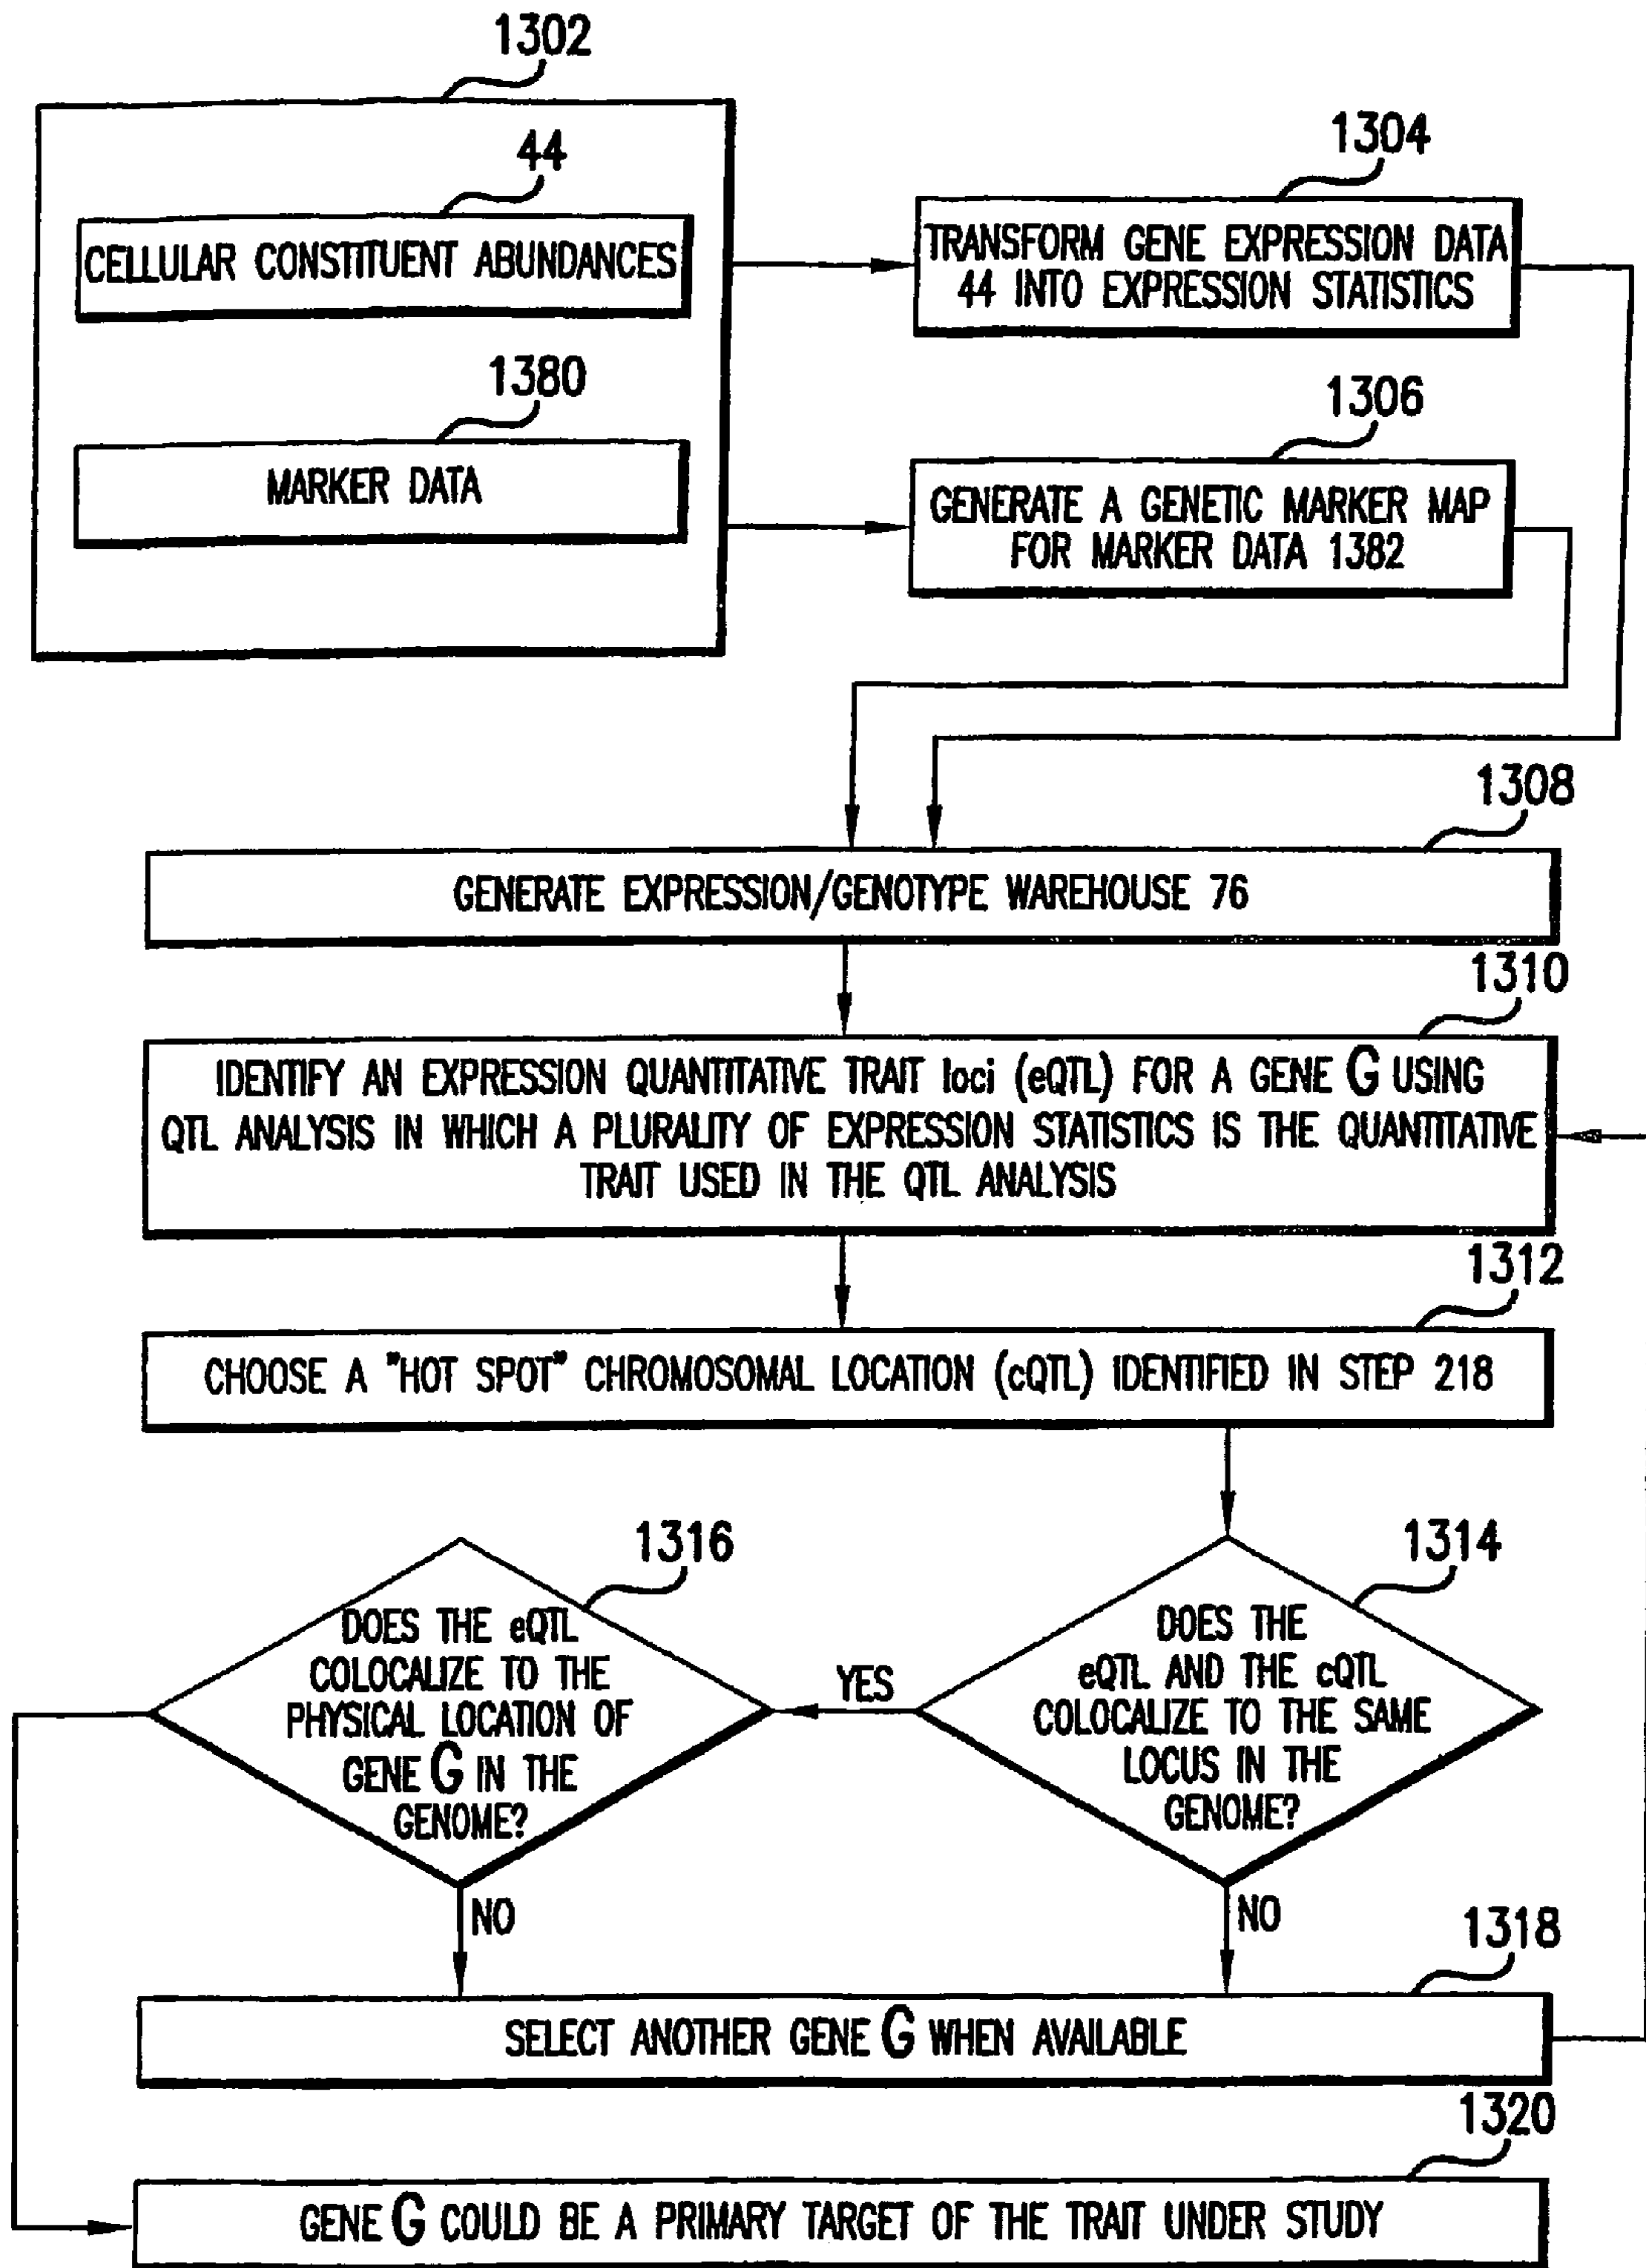 1302
44
CELLULAR CONSTITUENT ABUNDANCES
1380
MARKER DATA
1304
TRANSFORM GENE EXPRESSION DATA
44 INTO EXPRESSION STATISTICS
1306
GENERATE A GENETIC MARKER MAP
FOR MARKER DATA 1382
1308
GENERATE EXPRESSION/GENOTYPE WAREHOUSE 76
1310
IDENTIFY AN EXPRESSION QUANTITATIVE TRAIT loci (eQTL) FOR A GENE G USING
QTL ANALYSIS IN WHICH A PLURALITY OF EXPRESSION STATISTICS IS THE QUANTITATIVE
TRAIT USED IN THE QTL ANALYSIS
1312
CHOOSE A "HOT SPOT" CHROMOSOMAL LOCATION (cQTL) IDENTIFIED IN STEP 218
1316
DOES THE eQTL
COLOCALIZE TO THE
PHYSICAL LOCATION OF
GENE G IN THE
GENOME?
YES
1314
DOES THE
eQTL AND THE cQTL
COLOCALIZE TO THE SAME
LOCUS IN THE
GENOME?
NO
NO
1318
SELECT ANOTHER GENE G WHEN AVAILABLE
1320
GENE G COULD BE A PRIMARY TARGET OF THE TRAIT UNDER STUDY